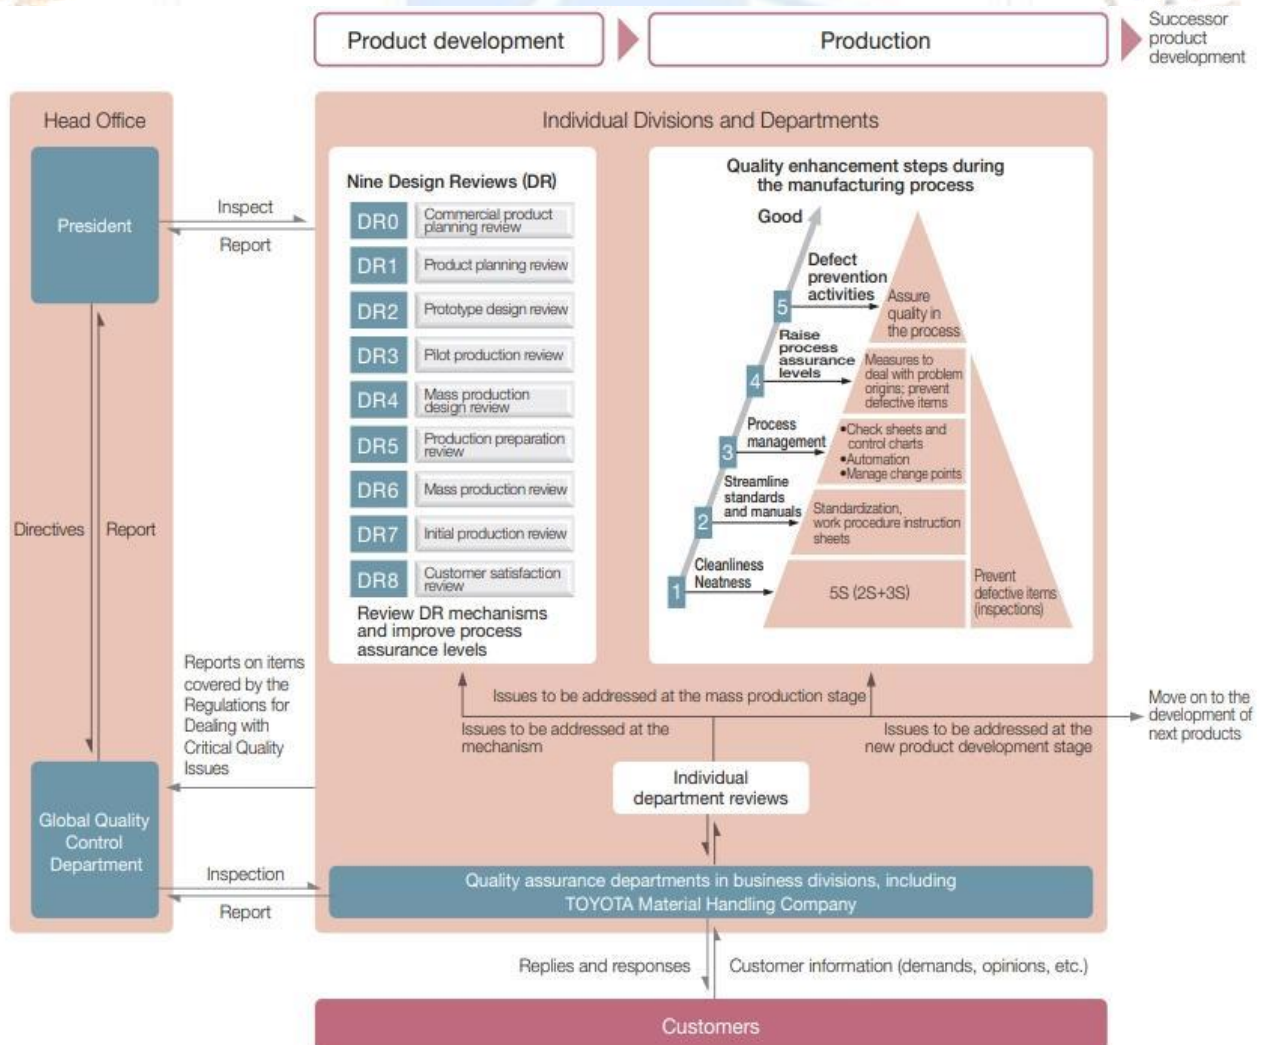 Product development
Production
Successor
product
development
Head Office
President
Inspect
Report
Directives
Report
Reports on items
covered by the
Regulations for
Dealing with
Critical Quality
Issues
Global Quality
Control
Department
Inspection
Report
Individual Divisions and Departments
Nine Design Reviews (DR)
DR0
Commercial product
planning review
DR1
Product planning review
DR2
Prototype design review
DR3
Pilot production review
DR4
Mass production
design review
DR5
Production preparation
review
DR6
Mass production review
DR7
Initial production review
DR8
Customer satisfaction
review
Review DR mechanisms
and improve process
assurance levels
Quality enhancement steps during
the manufacturing process
Good
5
Defect
prevention
activities
Assure
quality in
the process
4
Raise
process
assurance
levels
Measures to
deal with problem
origins; prevent
defective items
3
Process
management
•Check sheets and
control charts
•Automation
•Manage change points
2
Streamline
standards
and manuals
Standardization,
work procedure instruction
sheets
1
Cleanliness
Neatness
5S (2S+3S)
Prevent
defective items
(inspections)
Issues to be addressed at the mass production stage
Issues to be addressed at the
mechanism
Issues to be addressed at the
new product development stage
Move on to the
development of
next products
Individual
department reviews
Quality assurance departments in business divisions, including
TOYOTA Material Handling Company
Replies and responses
Customer information (demands, opinions, etc.)
Customers